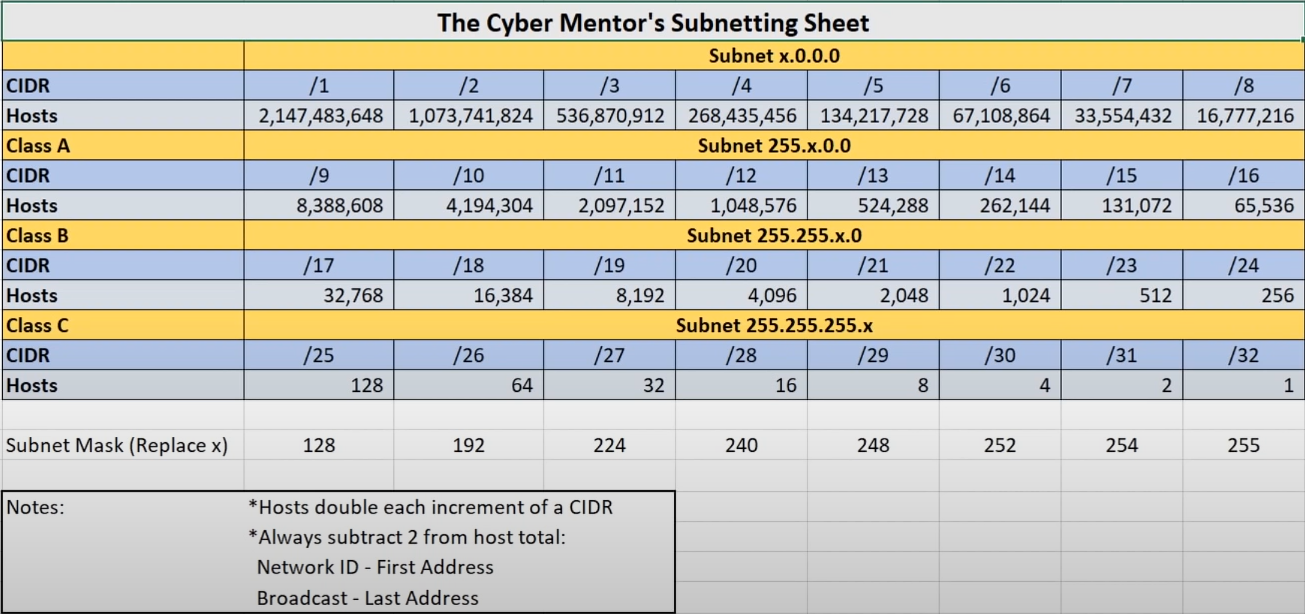 The Cyber Mentor's Subnetting Sheet
Subnet x.0.0.0
CIDR /1 /2 /3 /4 /5 /6 /7 /8
Hosts 2,147,483,648 1,073,741,824 536,870,912 268,435,456 134,217,728 67,108,864 33,554,432 16,777,216
Class A Subnet 255.x.0.0
CIDR /9 /10 /11 /12 /13 /14 /15 /16
Hosts 8,388,608 4,194,304 2,097,152 1,048,576 524,288 262,144 131,072 65,536
Class B Subnet 255.255.x.0
CIDR /17 /18 /19 /20 /21 /22 /23 /24
Hosts 32,768 16,384 8,192 4,096 2,048 1,024 512 256
Class C Subnet 255.255.255.x
CIDR /25 /26 /27 /28 /29 /30 /31 /32
Hosts 128 64 32 16 8 4 2 1
Subnet Mask (Replace x) 128 192 224 240 248 252 254 255
Notes: *Hosts double each increment of a CIDR
*Always subtract 2 from host total:
Network ID - First Address
Broadcast - Last Address